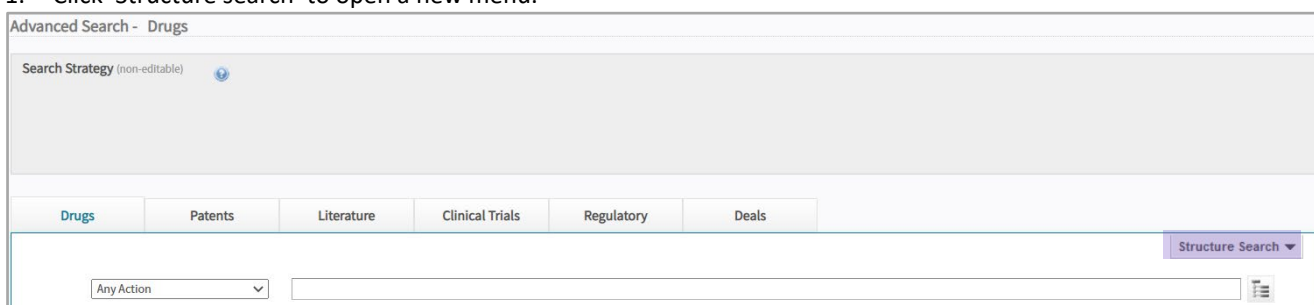 1. Click 'Structure search' to open a new menu.
Advanced Search - Drugs
Search Strategy (non-editable)
Drugs Patents Literature Clinical Trials Regulatory Deals
Structure Search
Any Action